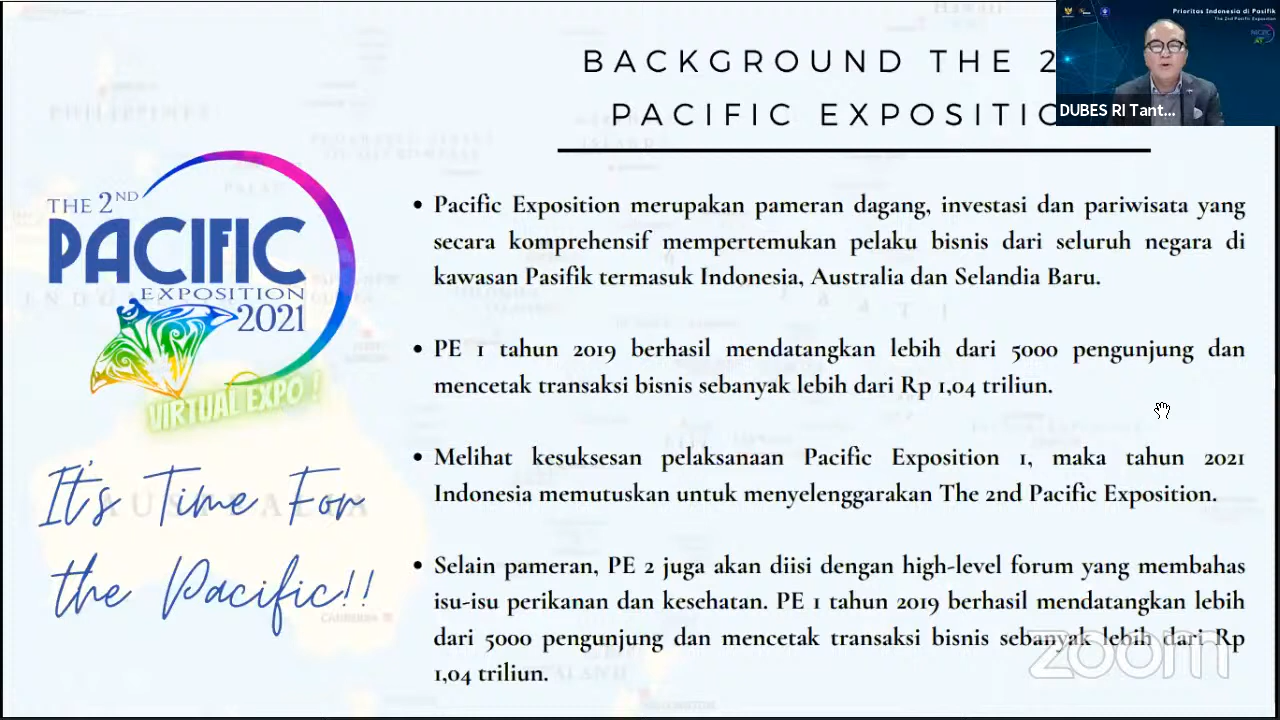 BACKGROUND THE 2
PACIFIC EXPOSITIO
Prioritas Indonesia di Pasifik
The 2nd Pacific Exposition
DUBES RI Tant...
THE 2ND
PACIFIC
EXPOSITION
2021
VIRTUAL EXPO !
It's Time For
the Pacific!!
• Pacific Exposition merupakan pameran dagang, investasi dan pariwisata yang
secara komprehensif mempertemukan pelaku bisnis dari seluruh negara di
kawasan Pasifik termasuk Indonesia, Australia dan Selandia Baru.
• PE 1 tahun 2019 berhasil mendatangkan lebih dari 5000 pengunjung dan
mencetak transaksi bisnis sebanyak lebih dari Rp 1,04 triliun.
• Melihat kesuksesan pelaksanaan Pacific Exposition 1, maka tahun 2021
Indonesia memutuskan untuk menyelenggarakan The 2nd Pacific Exposition.
• Selain pameran, PE 2 juga akan diisi dengan high-level forum yang membahas
isu-isu perikanan dan kesehatan. PE 1 tahun 2019 berhasil mendatangkan lebih
dari 5000 pengunjung dan mencetak transaksi bisnis sebanyak lebih dari Rp
1,04 triliun.
zoom
PHILIPPINES
PALAU
AUSTRALIA
CANBERRA